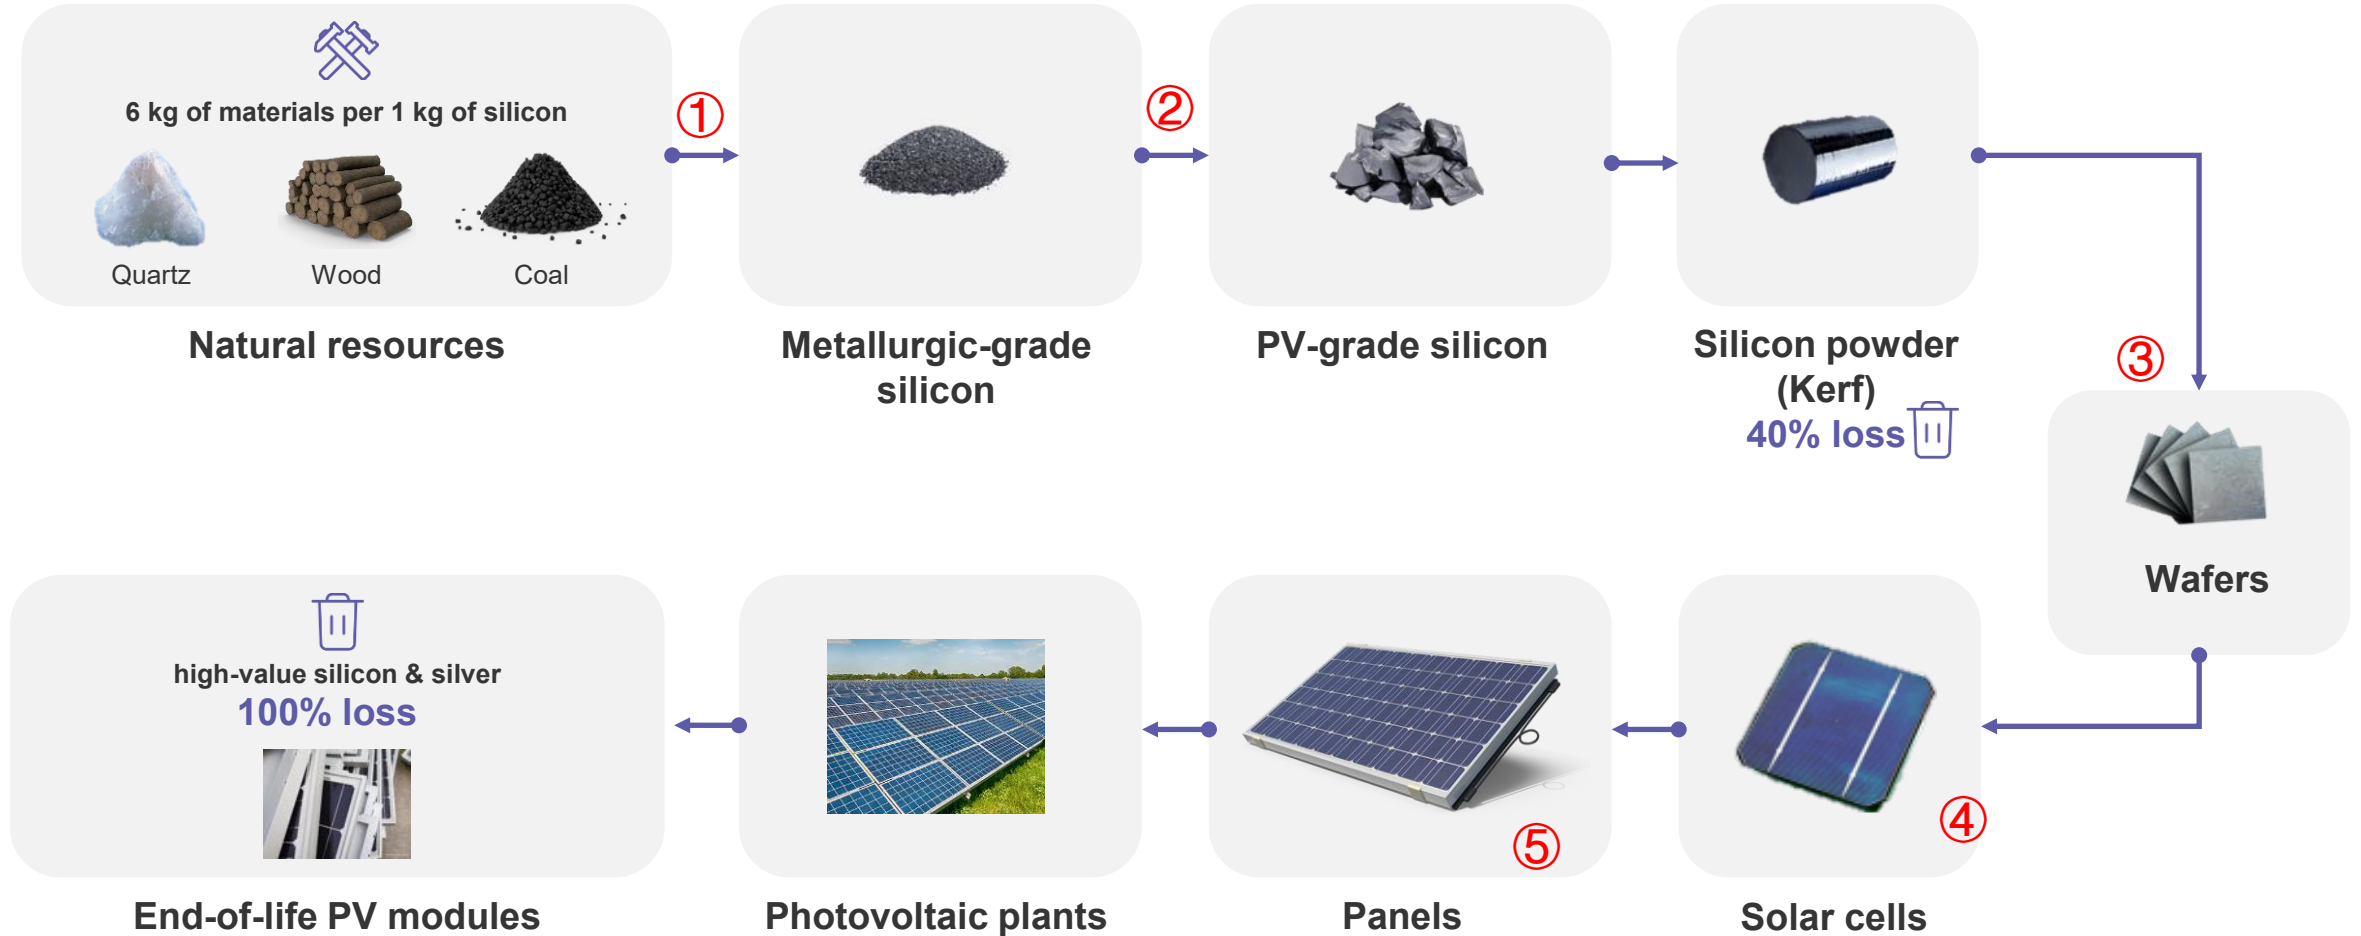 6 kg of materials per 1 kg of silicon
Quartz
Wood
Coal
Natural resources
①
Metallurgic-grade
silicon
②
PV-grade silicon
Silicon powder
(Kerf)
40% loss
③
Wafers
④
Solar cells
⑤
Panels
Photovoltaic plants
high-value silicon & silver
100% loss
End-of-life PV modules